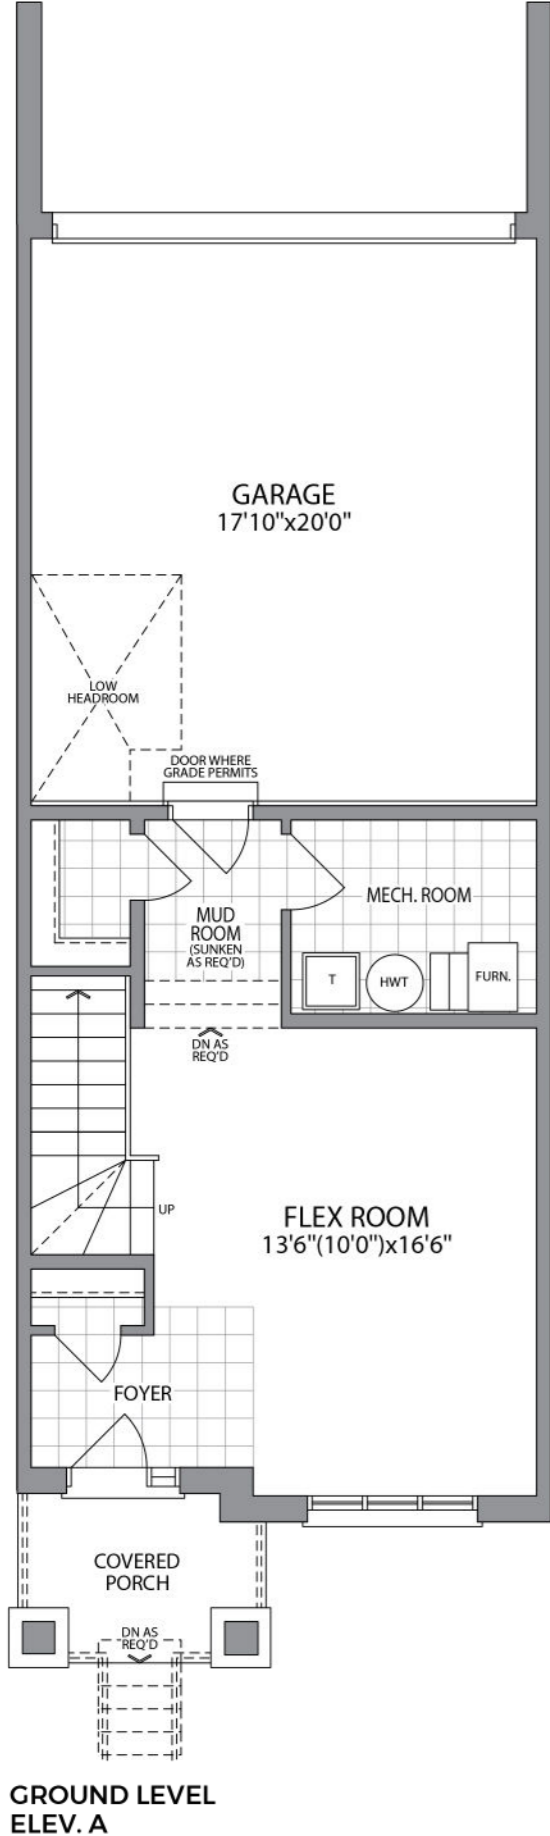 GARAGE
17'10"x20'0"
LOW
HEADROOM
DOOR WHERE
GRADE PERMITS
MECH. ROOM
MUD
ROOM
(SUNKEN
AS REQ'D)
T
HWT
FURN.
DN AS
REQ'D
UP
FLEX ROOM
13'6"(10'0")x16'6"
FOYER
COVERED
PORCH
DN AS
REQ'D
GROUND LEVEL
ELEV. A